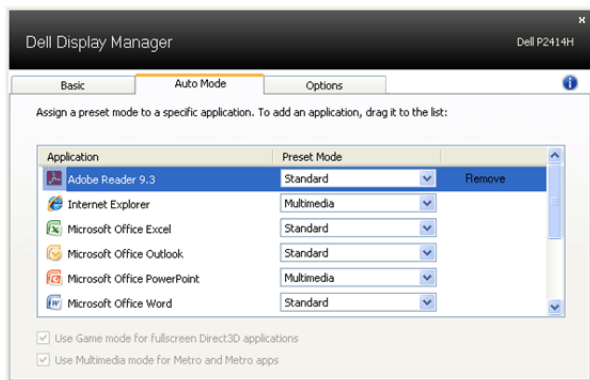 Dell Display Manager
Dell P2414H
Basic
Auto Mode
Options
Assign a preset mode to a specific application. To add an application, drag it to the list:
Application Preset Mode
Adobe Reader 9.3 Standard Remove
Internet Explorer Multimedia
Microsoft Office Excel Standard
Microsoft Office Outlook Standard
Microsoft Office PowerPoint Multimedia
Microsoft Office Word Standard
Use Game mode for fullscreen Direct3D applications
Use Multimedia mode for Metro and Metro apps